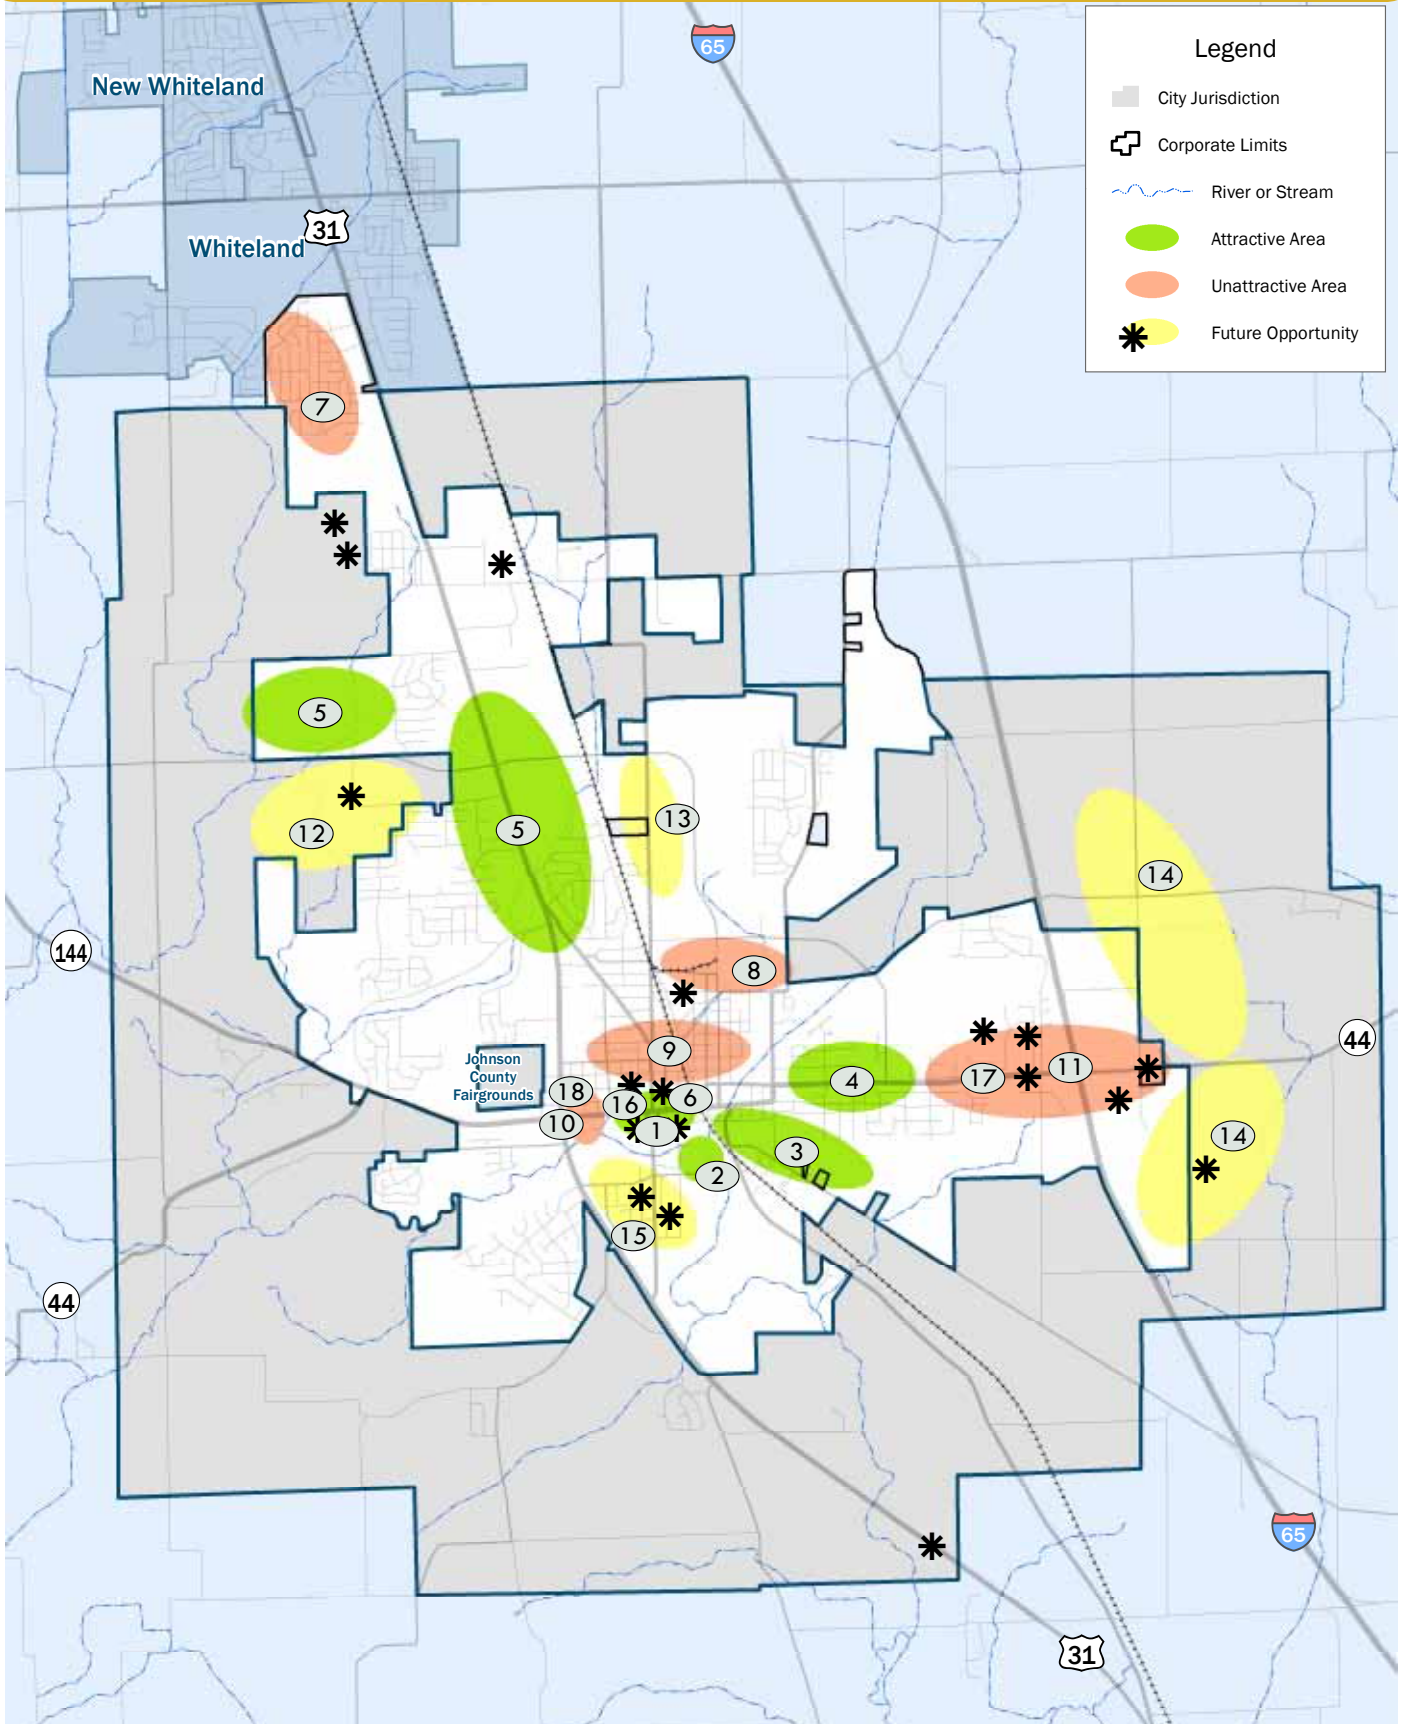 65
Legend
City Jurisdiction
Corporate Limits
River or Stream
Attractive Area
Unattractive Area
Future Opportunity
New Whiteland
Whiteland
31
7
5
5
12
13
14
144
8
44
9
Johnson
County
Fairgrounds
18
16
6
4
17
11
10
1
3
2
14
15
44
65
31